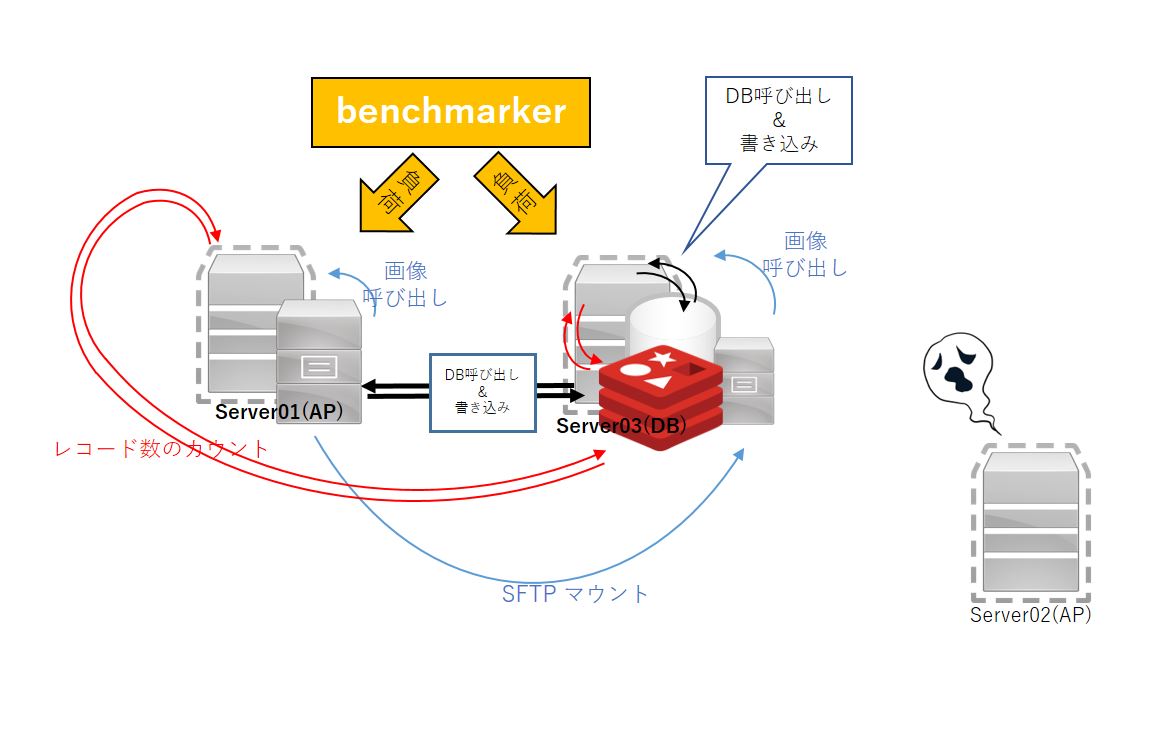 benchmarker
DB呼び出し
&
書き込み
負荷
負荷
画像
呼び出し
画像
呼び出し
DB呼び出し
&
書き込み
Server01(AP)
Server03(DB)
レコード数のカウント
SFTP マウント
Server02(AP)